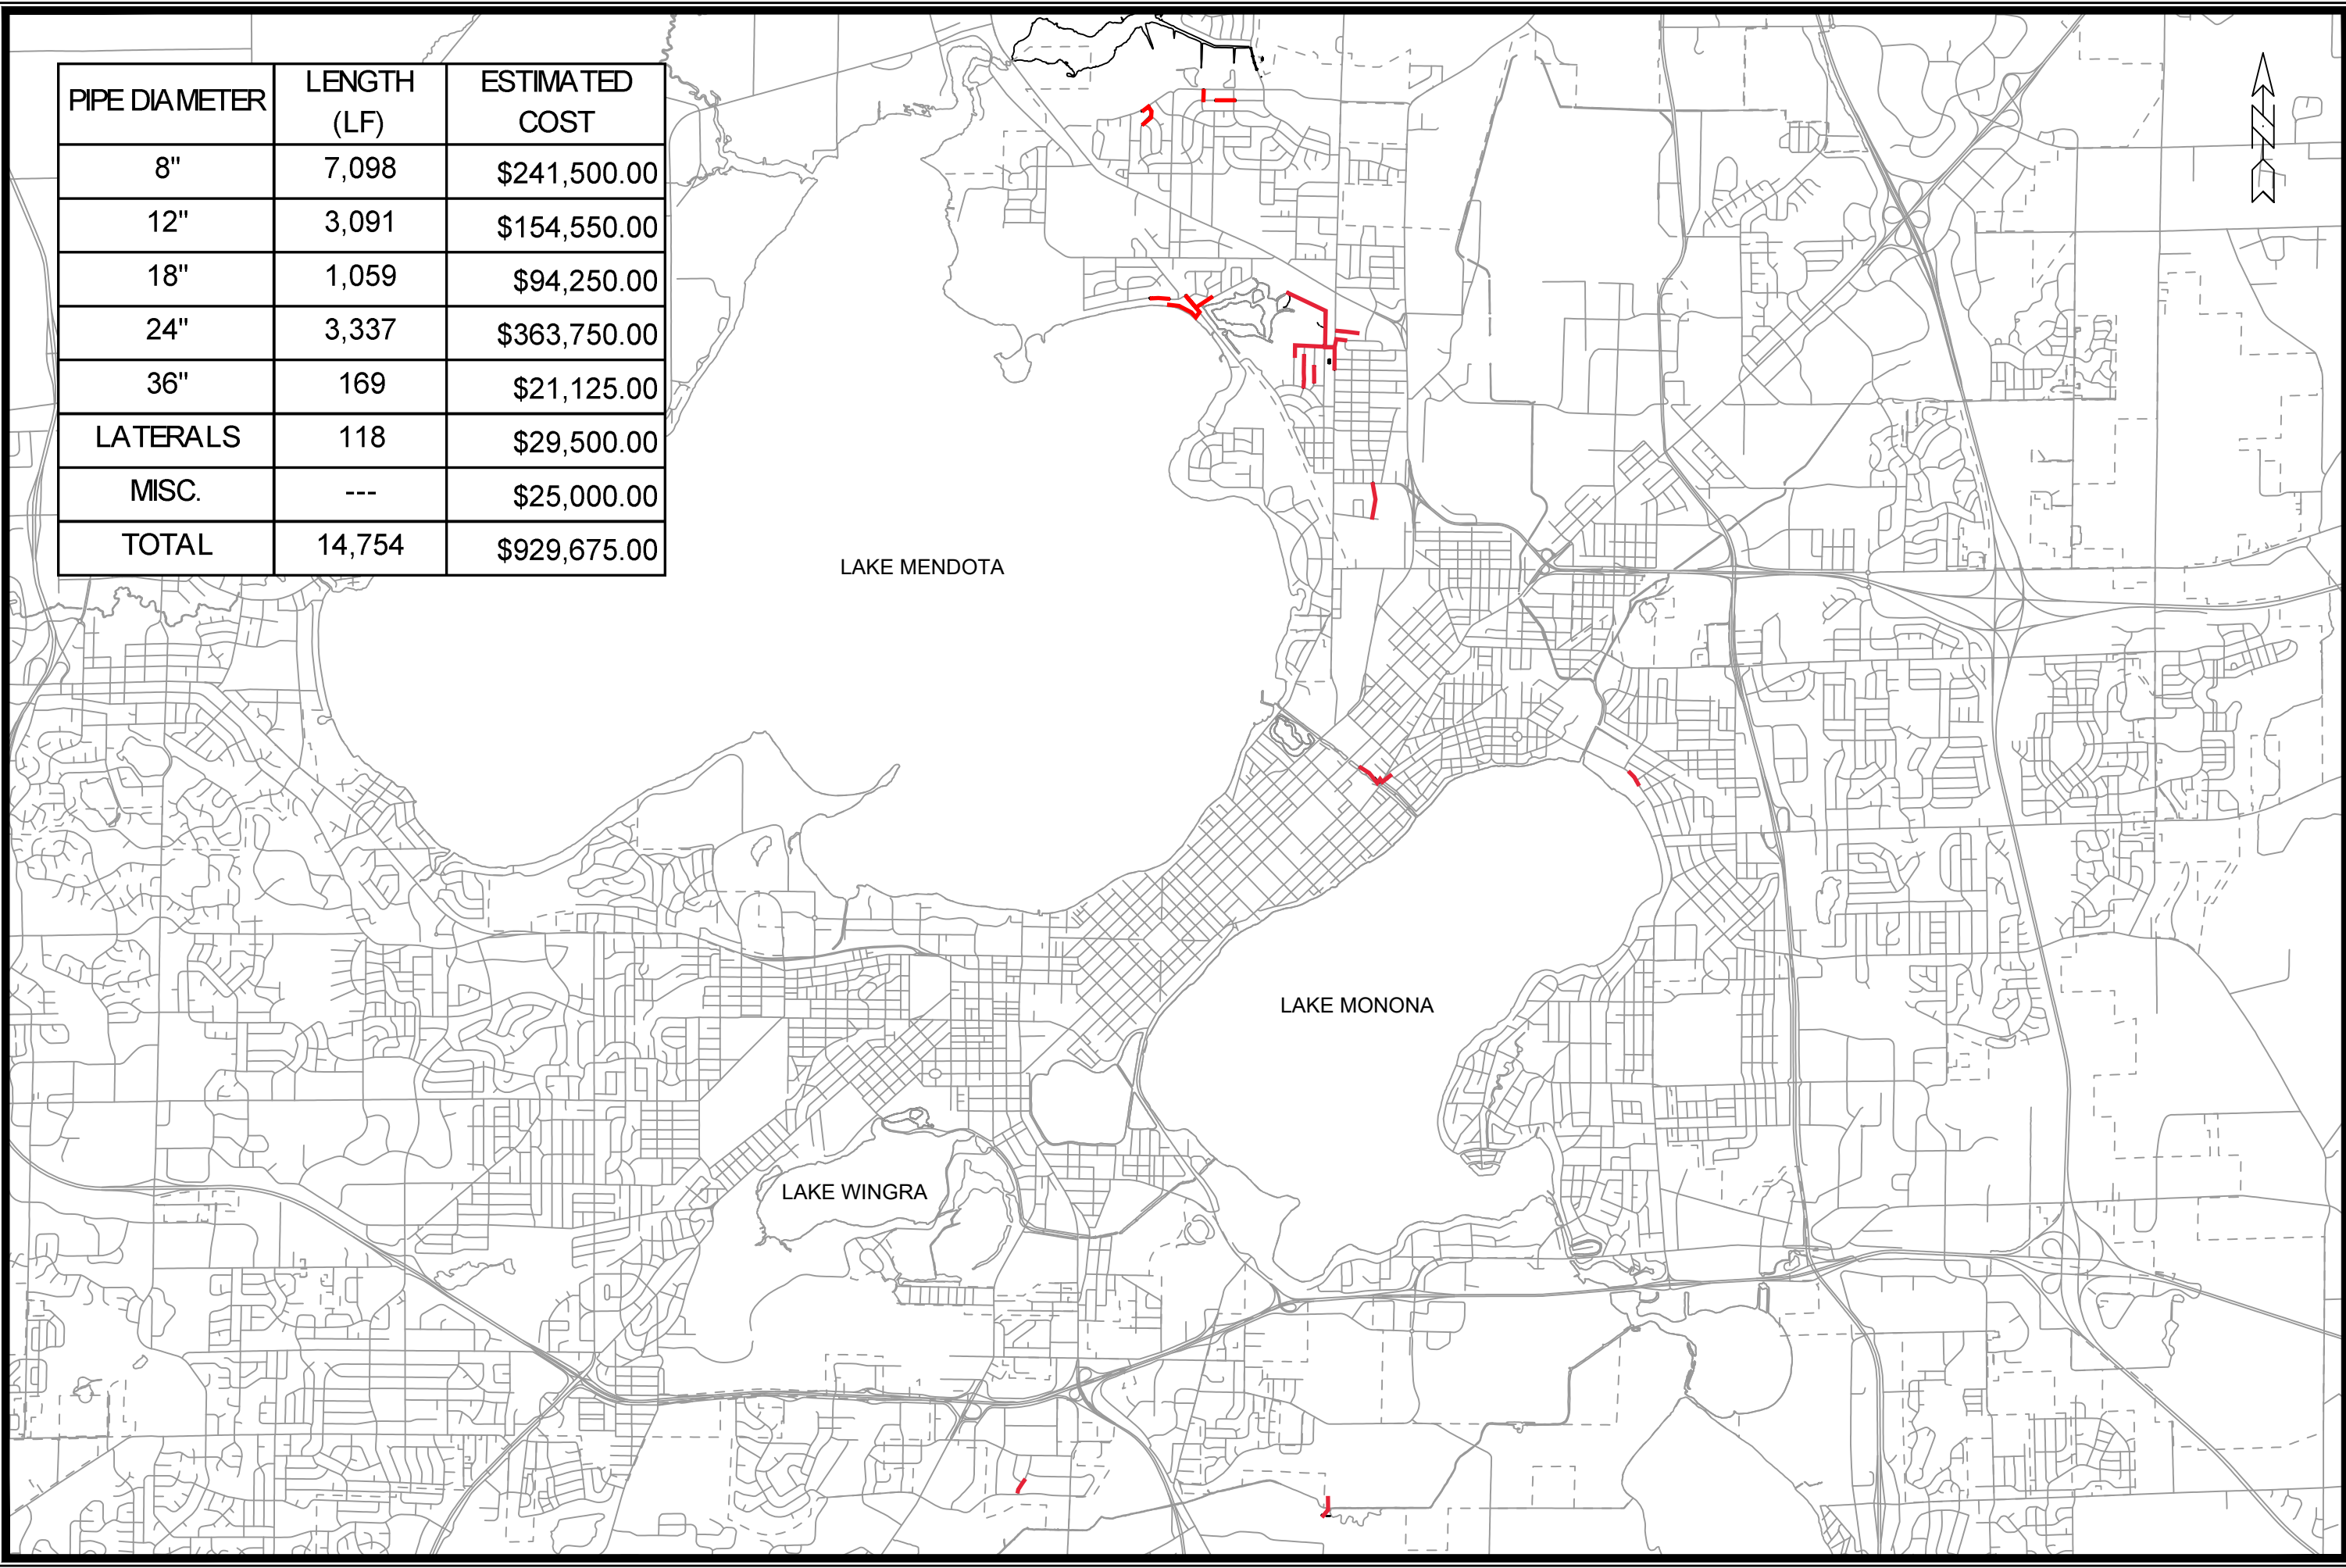 PIPE DIAMETER LENGTH (LF) ESTIMATED COST
8" 7,098 $241,500.00
12" 3,091 $154,550.00
18" 1,059 $94,250.00
24" 3,337 $363,750.00
36" 169 $21,125.00
LATERALS 118 $29,500.00
MISC. --- $25,000.00
TOTAL 14,754 $929,675.00
N
LAKE MENDOTA
LAKE MONONA
LAKE WINGRA